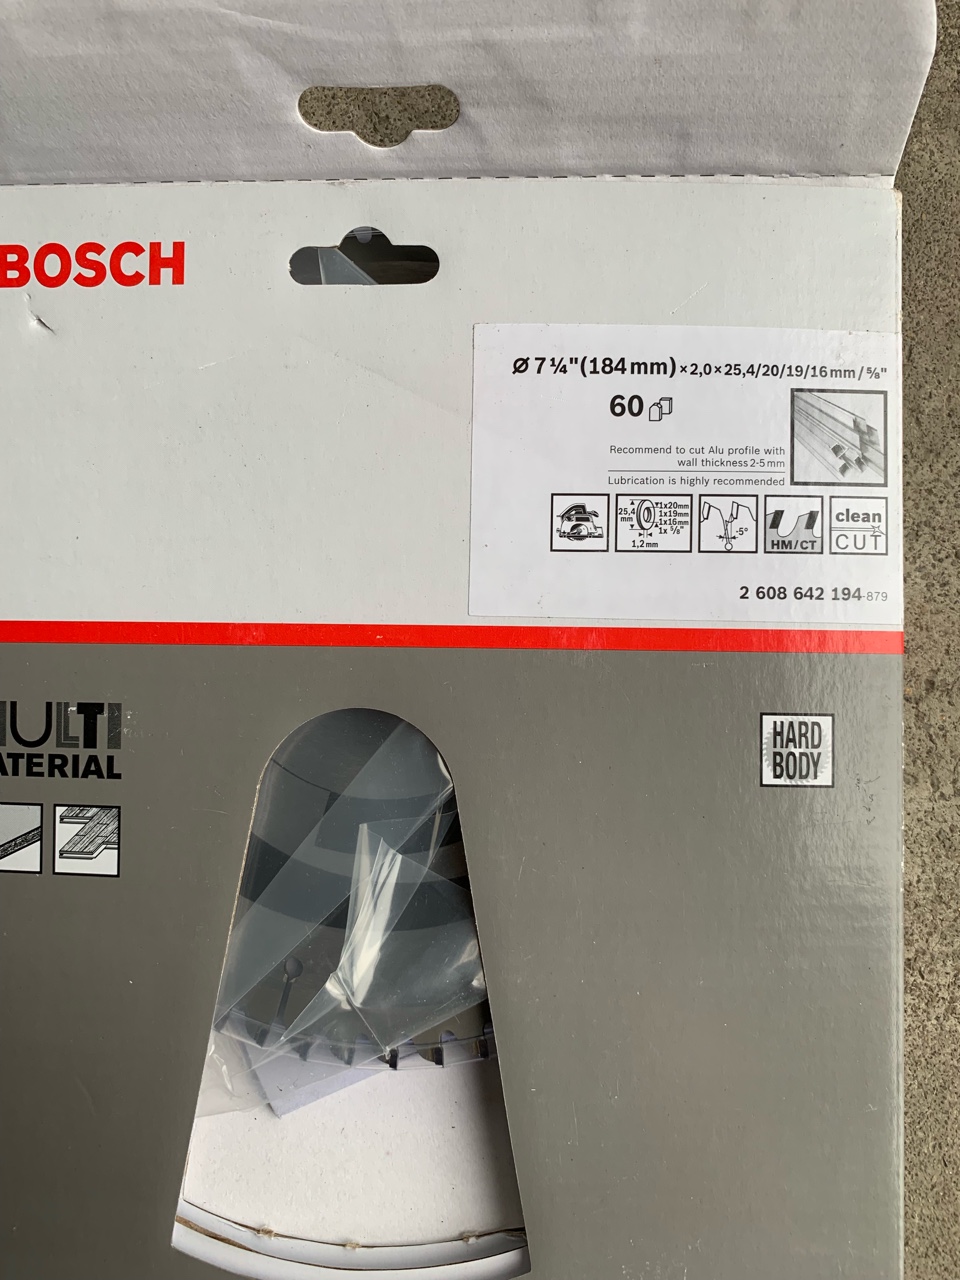 BOSCH
Ø 7 ¼" (184 mm) × 2,0 × 25,4/20/19/16 mm / ⅝"
60
Recommend to cut Alu profile with
wall thickness 2-5 mm
Lubrication is highly recommended
25,4
mm
1x20mm
1x19mm
1x16mm
1x ⅝"
1,2 mm
-5°
HM/CT
clean
CUT
2 608 642 194-879
ULTI
ATERIAL
HARD
BODY